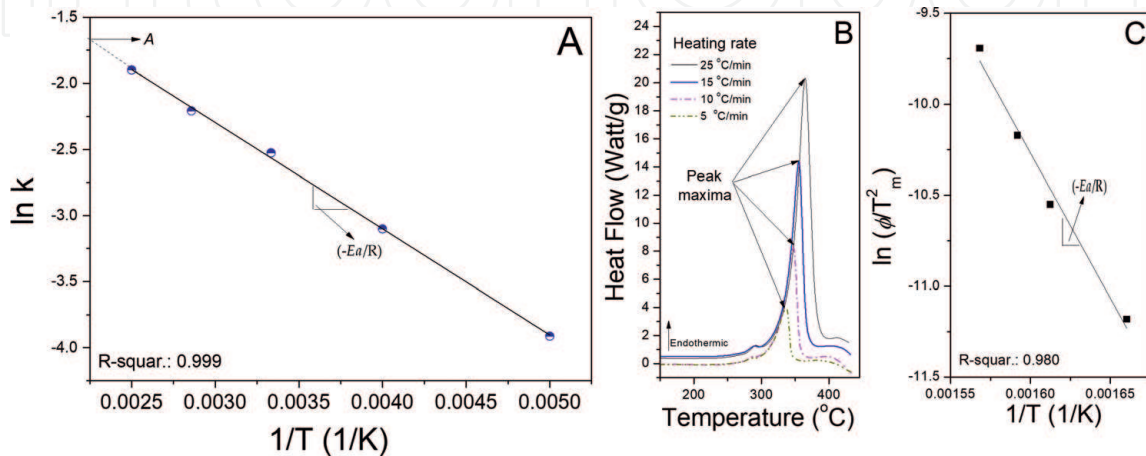 A
A
-1.5
-2.0
-2.5
-3.0
-3.5
-4.0
ln k
(-Ea/R)
R-squar.: 0.999
0.0025 0.0030 0.0035 0.0040 0.0045 0.0050
1/T (1/K)
B
Heating rate
25 °C/min
15 °C/min
10 °C/min
5 °C/min
24
22
20
18
16
14
12
10
8
6
4
2
0
Heat Flow (Watt/g)
Peak
maxima
Endothermic
200 300 400
Temperature (°C)
C
-9.5
-10.0
-10.5
-11.0
-11.5
ln (ϕ/T²m)
(-Ea/R)
R-squar.: 0.980
0.00155 0.00160 0.00165
1/T (1/K)